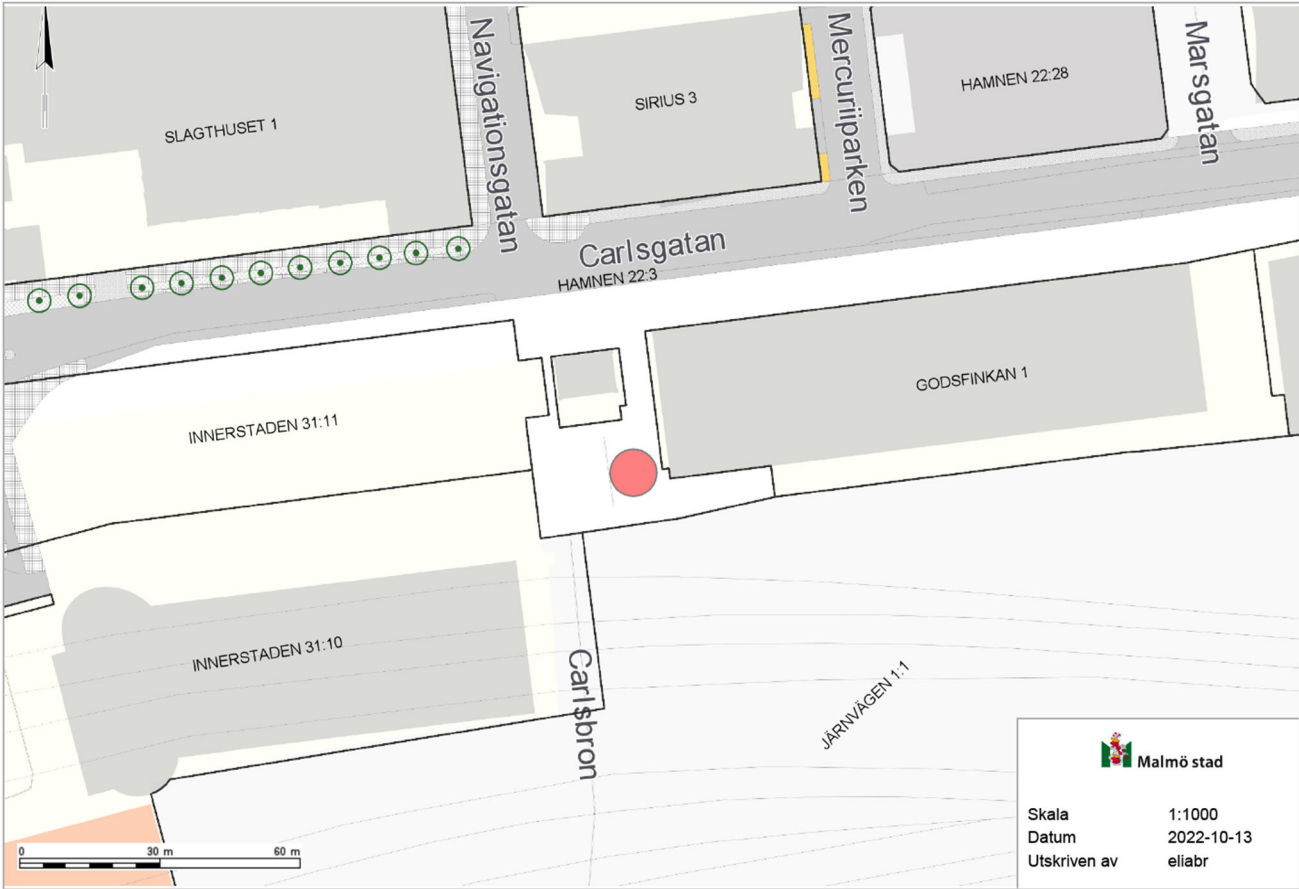 Navigationsgatan
Mercuriiparken
Marsgatan
SLAGTHUSET 1
SIRIUS 3
HAMNEN 22:28
Carlsgatan
HAMNEN 22:3
INNERSTADEN 31:11
GODSFINKAN 1
INNERSTADEN 31:10
Carlsbron
JÄRNVÄGEN 1:1
Malmö stad
Skala 1:1000
Datum 2022-10-13
Utskriven av eliabr
0 30 m 60 m